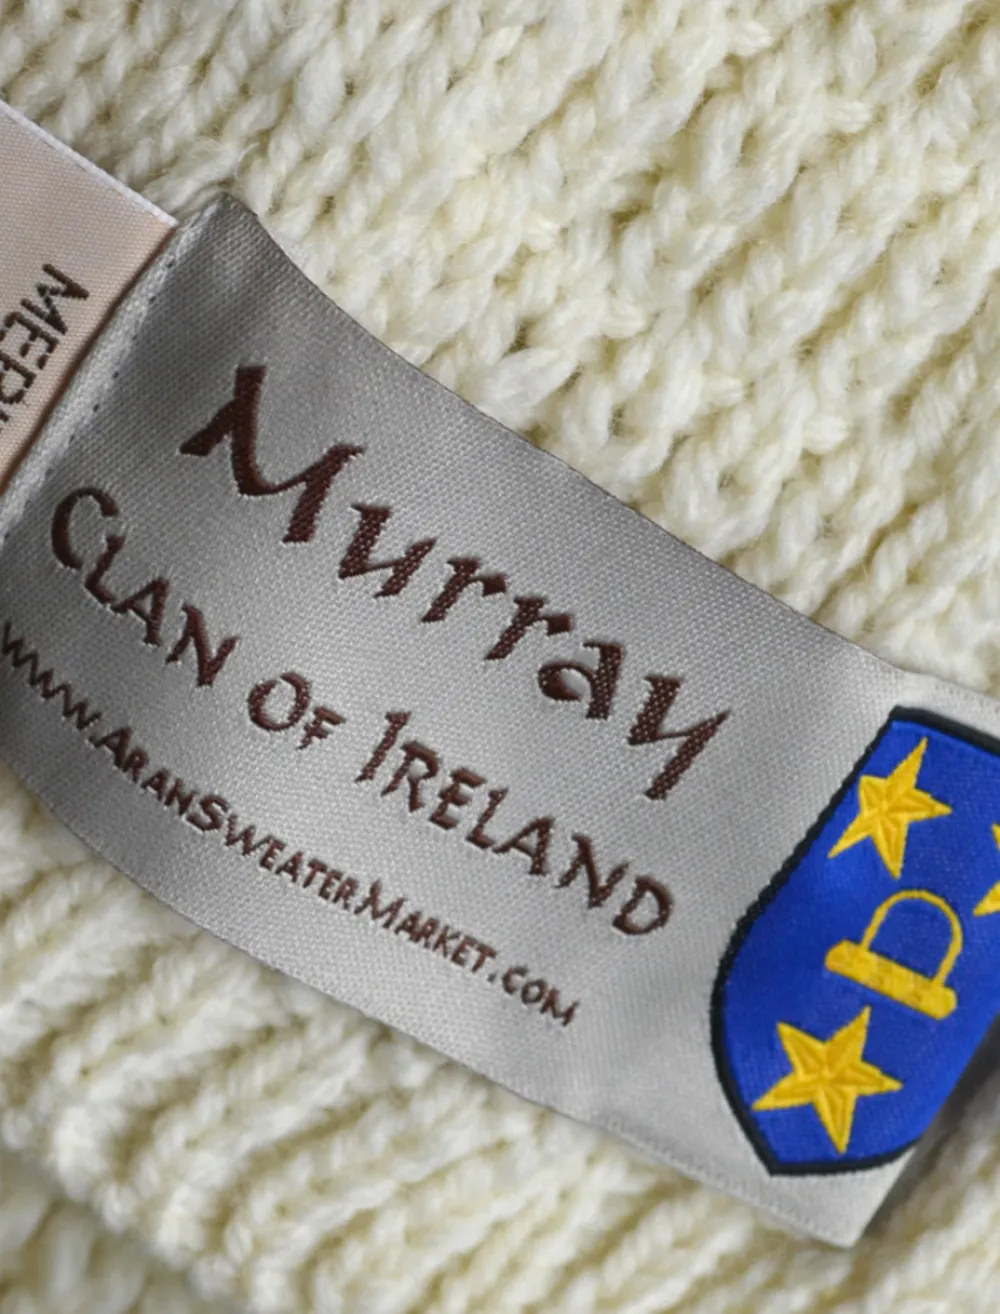 Murray
Clan Of Ireland
www.AranSweaterMarket.com